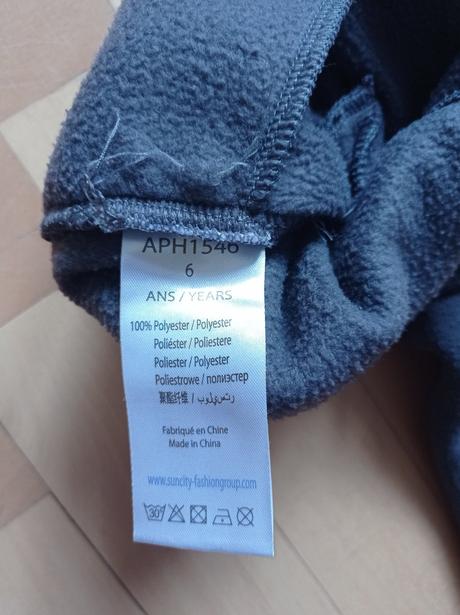 APH1546
6
ANS / YEARS
100% Polyester / Polyester
Poliéster / Poliestere
Poliester / Polyester
Poliestrowe / полиэстер
聚酯纤维 / بوليستر
Fabriqué en Chine
Made in China
www.suncity-fashiongroup.com
30°